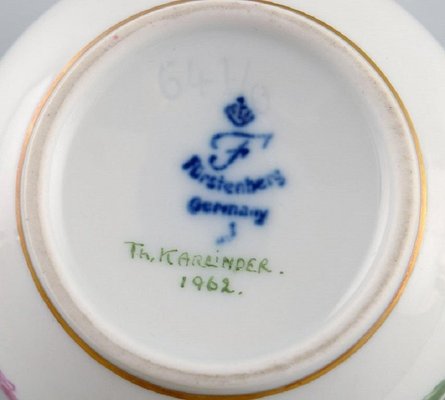 F
Fürstenberg
Germany
Th. KARLINDER.
1962.